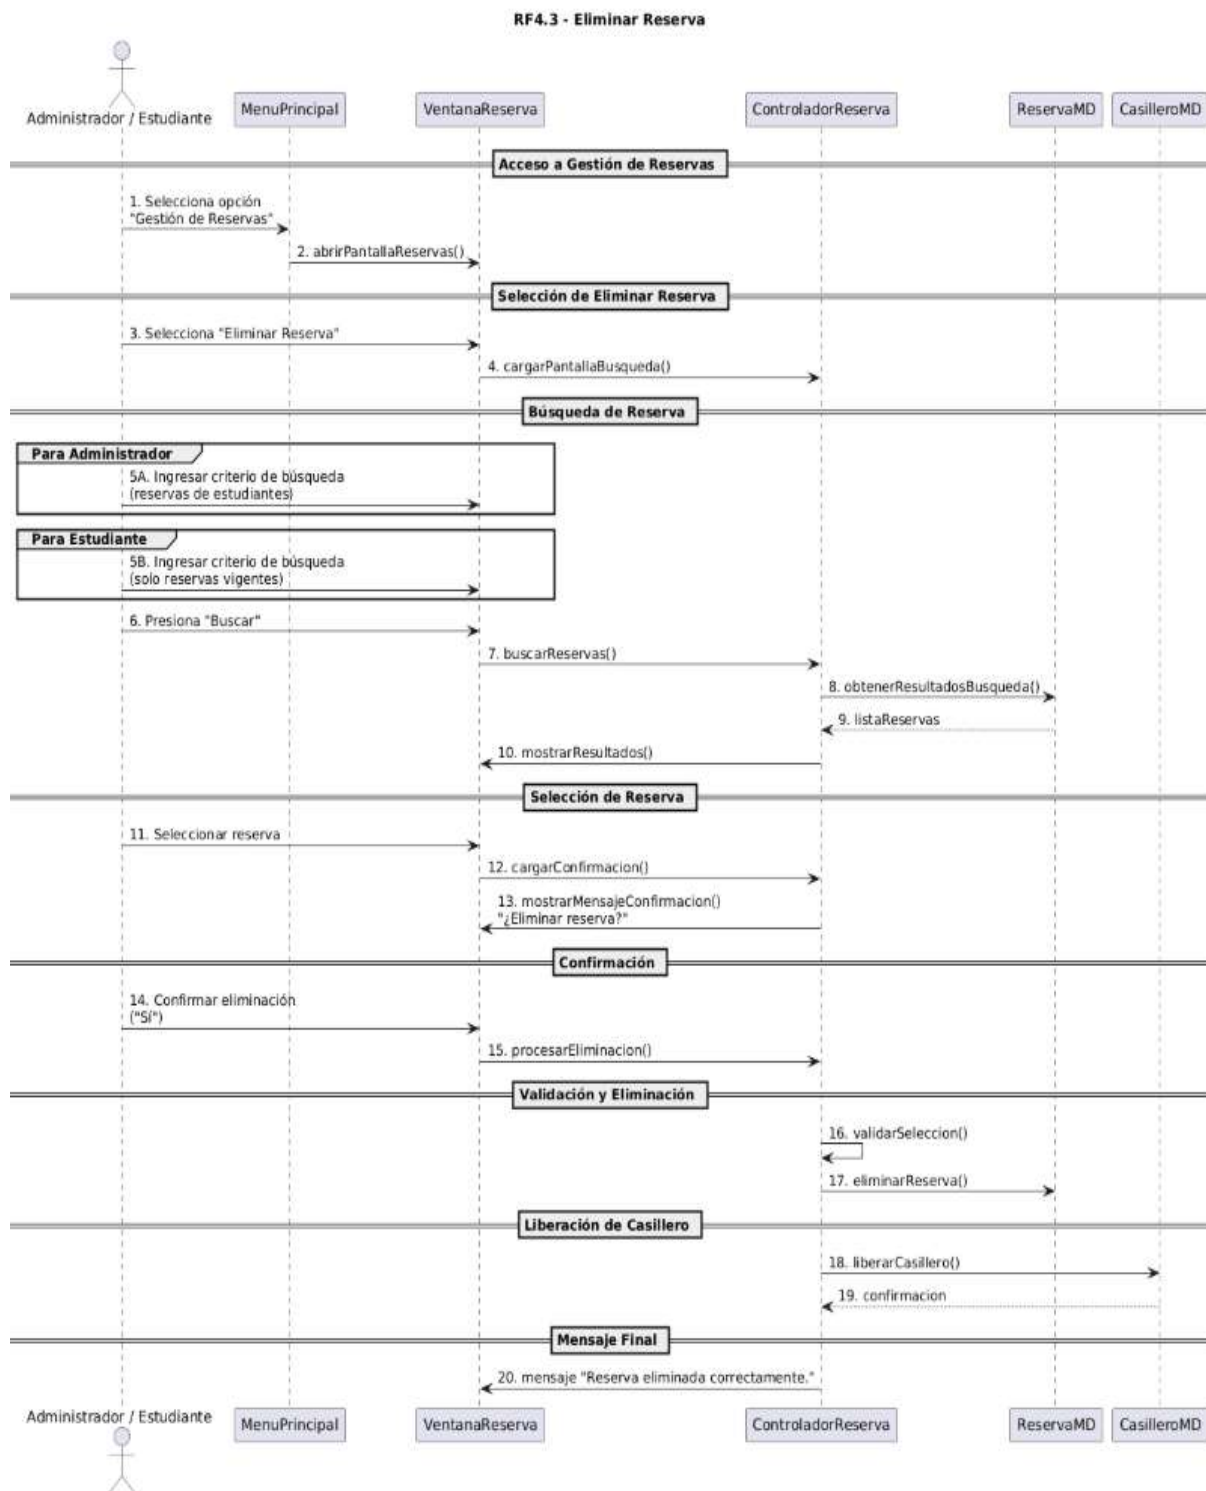 RF4.3 - Eliminar Reserva
Administrador / Estudiante
MenuPrincipal
VentanaReserva
ControladorReserva
ReservaMD
CasilleroMD
Acceso a Gestión de Reservas
1. Selecciona opción
"Gestión de Reservas"
2. abrirPantallaReservas()
Selección de Eliminar Reserva
3. Selecciona "Eliminar Reserva"
4. cargarPantallaBusqueda()
Búsqueda de Reserva
Para Administrador
5A. Ingresar criterio de búsqueda
(reservas de estudiantes)
Para Estudiante
5B. Ingresar criterio de búsqueda
(solo reservas vigentes)
6. Presiona "Buscar"
7. buscarReservas()
8. obtenerResultadosBusqueda()
9. listaReservas
10. mostrarResultados()
Selección de Reserva
11. Seleccionar reserva
12. cargarConfirmacion()
13. mostrarMensajeConfirmacion()
"¿Eliminar reserva?"
Confirmación
14. Confirmar eliminación
("Sí")
15. procesarEliminacion()
Validación y Eliminación
16. validarSeleccion()
17. eliminarReserva()
Liberación de Casillero
18. liberarCasillero()
19. confirmacion
Mensaje Final
20. mensaje "Reserva eliminada correctamente."
Administrador / Estudiante
MenuPrincipal
VentanaReserva
ControladorReserva
ReservaMD
CasilleroMD